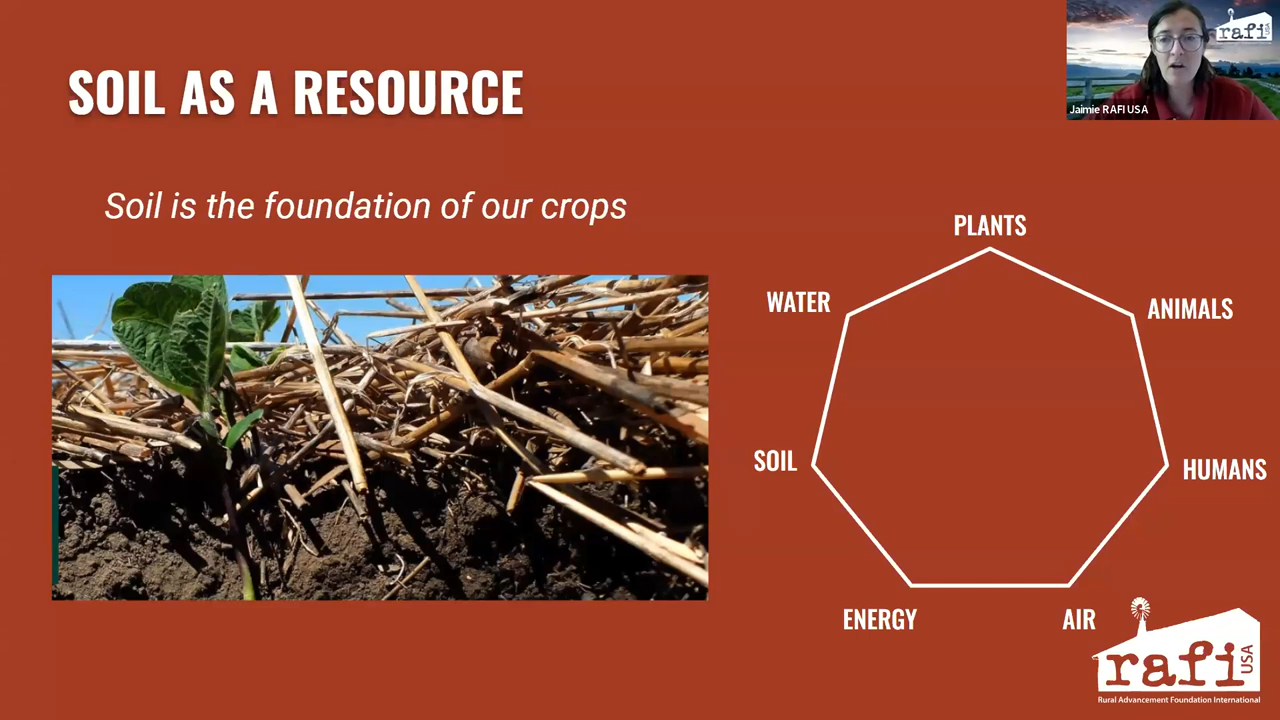 SOIL AS A RESOURCE
rafi USA
Jaimie RAFI USA
Soil is the foundation of our crops
PLANTS
WATER
ANIMALS
SOIL
HUMANS
ENERGY
AIR
rafi USA
Rural Advancement Foundation International